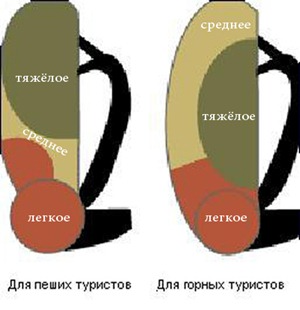 тяжёлое
среднее
легкое
Для пеших туристов
среднее
тяжёлое
легкое
Для горных туристов